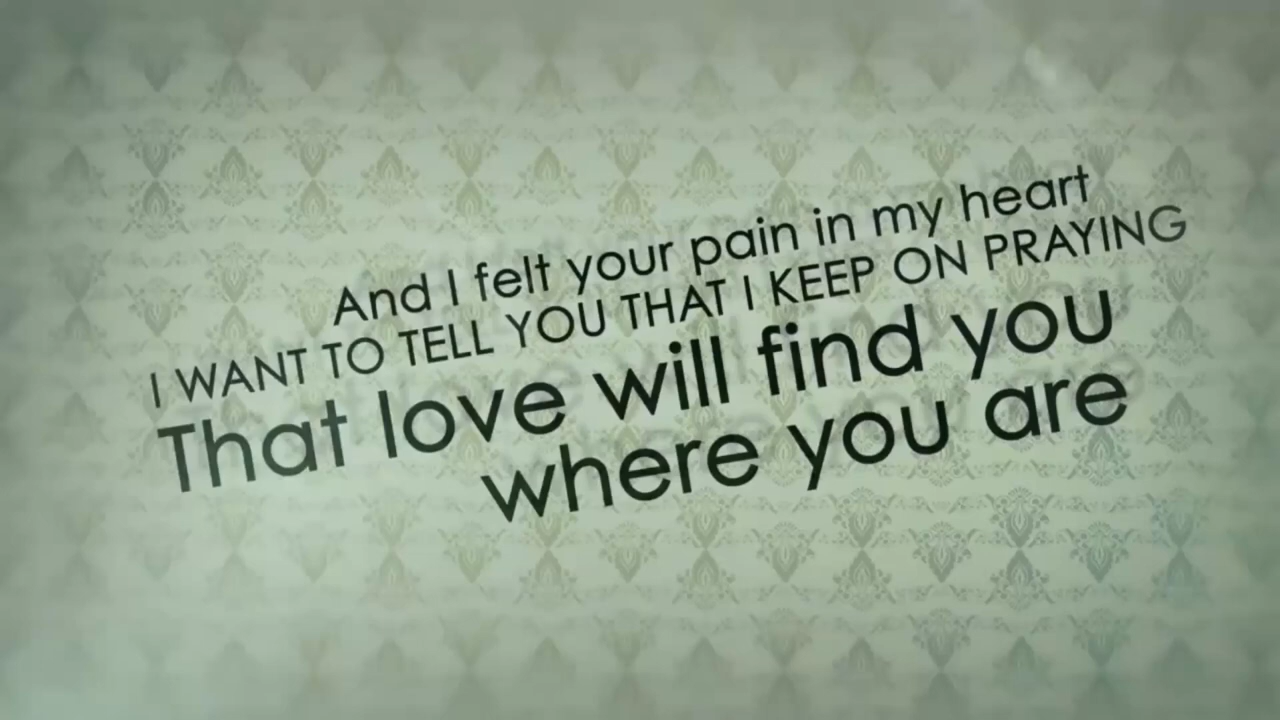 And I felt your pain in my heart
I WANT TO TELL YOU THAT I KEEP ON PRAYING
That love will find you
where you are